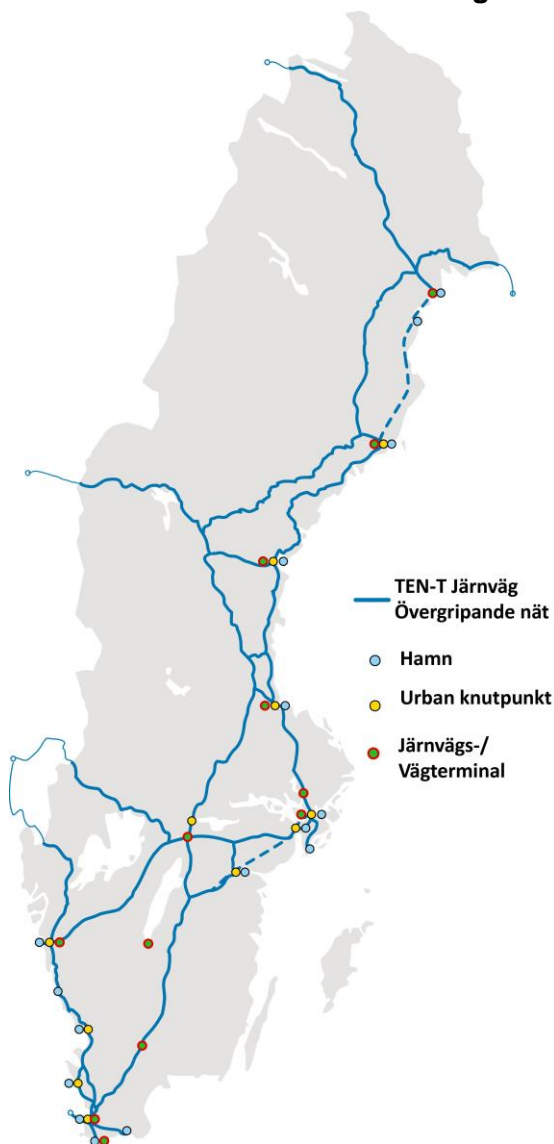 TEN-T Järnväg
Övergripande nät
Hamn
Urban knutpunkt
Järnvägs-/
Vägterminal